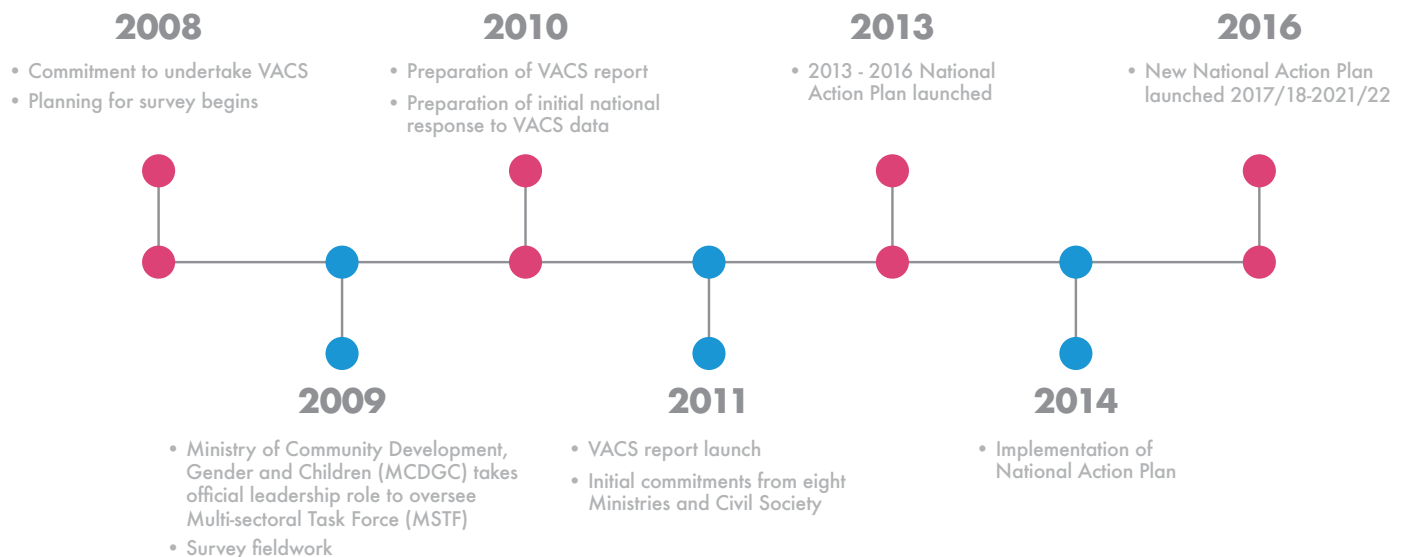 2008
• Commitment to undertake VACS
• Planning for survey begins
2010
• Preparation of VACS report
• Preparation of initial national
response to VACS data
2013
• 2013 - 2016 National
Action Plan launched
2016
• New National Action Plan
launched 2017/18-2021/22
2009
• Ministry of Community Development,
Gender and Children (MCDGC) takes
official leadership role to oversee
Multi-sectoral Task Force (MSTF)
• Survey fieldwork
2011
• VACS report launch
• Initial commitments from eight
Ministries and Civil Society
2014
• Implementation of
National Action Plan